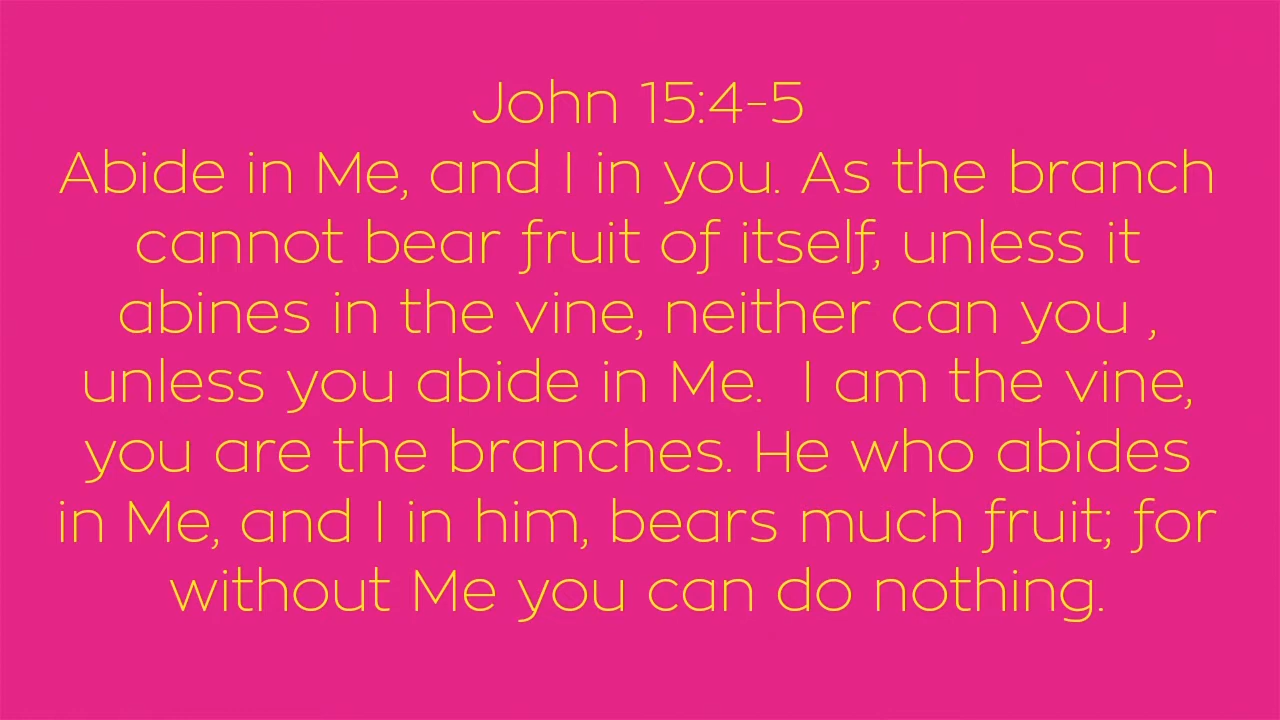 John 15:4-5
Abide in Me, and I in you. As the branch
cannot bear fruit of itself, unless it
abines in the vine, neither can you ,
unless you abide in Me.  I am the vine,
you are the branches. He who abides
in Me, and I in him, bears much fruit; for
without Me you can do nothing.